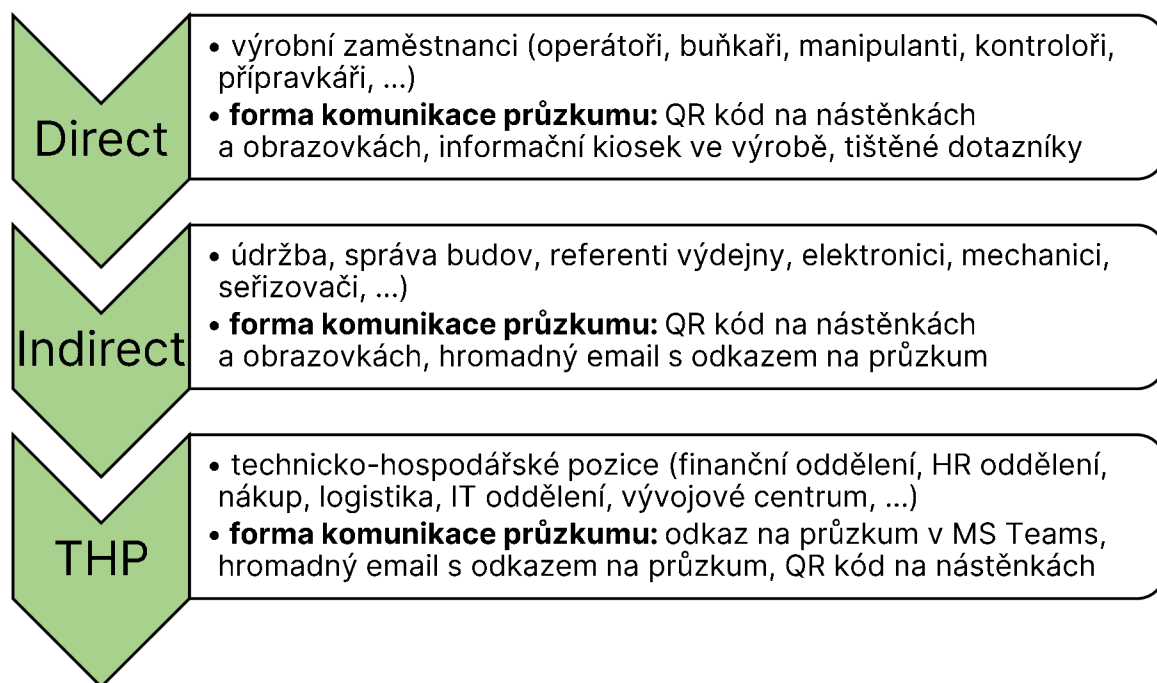 Direct
• výrobní zaměstnanci (operátoři, buňkaři, manipulanti, kontroloři,
přípravkáři, ...)
• forma komunikace průzkumu: QR kód na nástěnkách
a obrazovkách, informační kiosek ve výrobě, tištěné dotazníky
Indirect
• údržba, správa budov, referenti výdejny, elektronici, mechanici,
seřizovači, ...)
• forma komunikace průzkumu: QR kód na nástěnkách
a obrazovkách, hromadný email s odkazem na průzkum
THP
• technicko-hospodářské pozice (finanční oddělení, HR oddělení,
nákup, logistika, IT oddělení, vývojové centrum, ...)
• forma komunikace průzkumu: odkaz na průzkum v MS Teams,
hromadný email s odkazem na průzkum, QR kód na nástěnkách